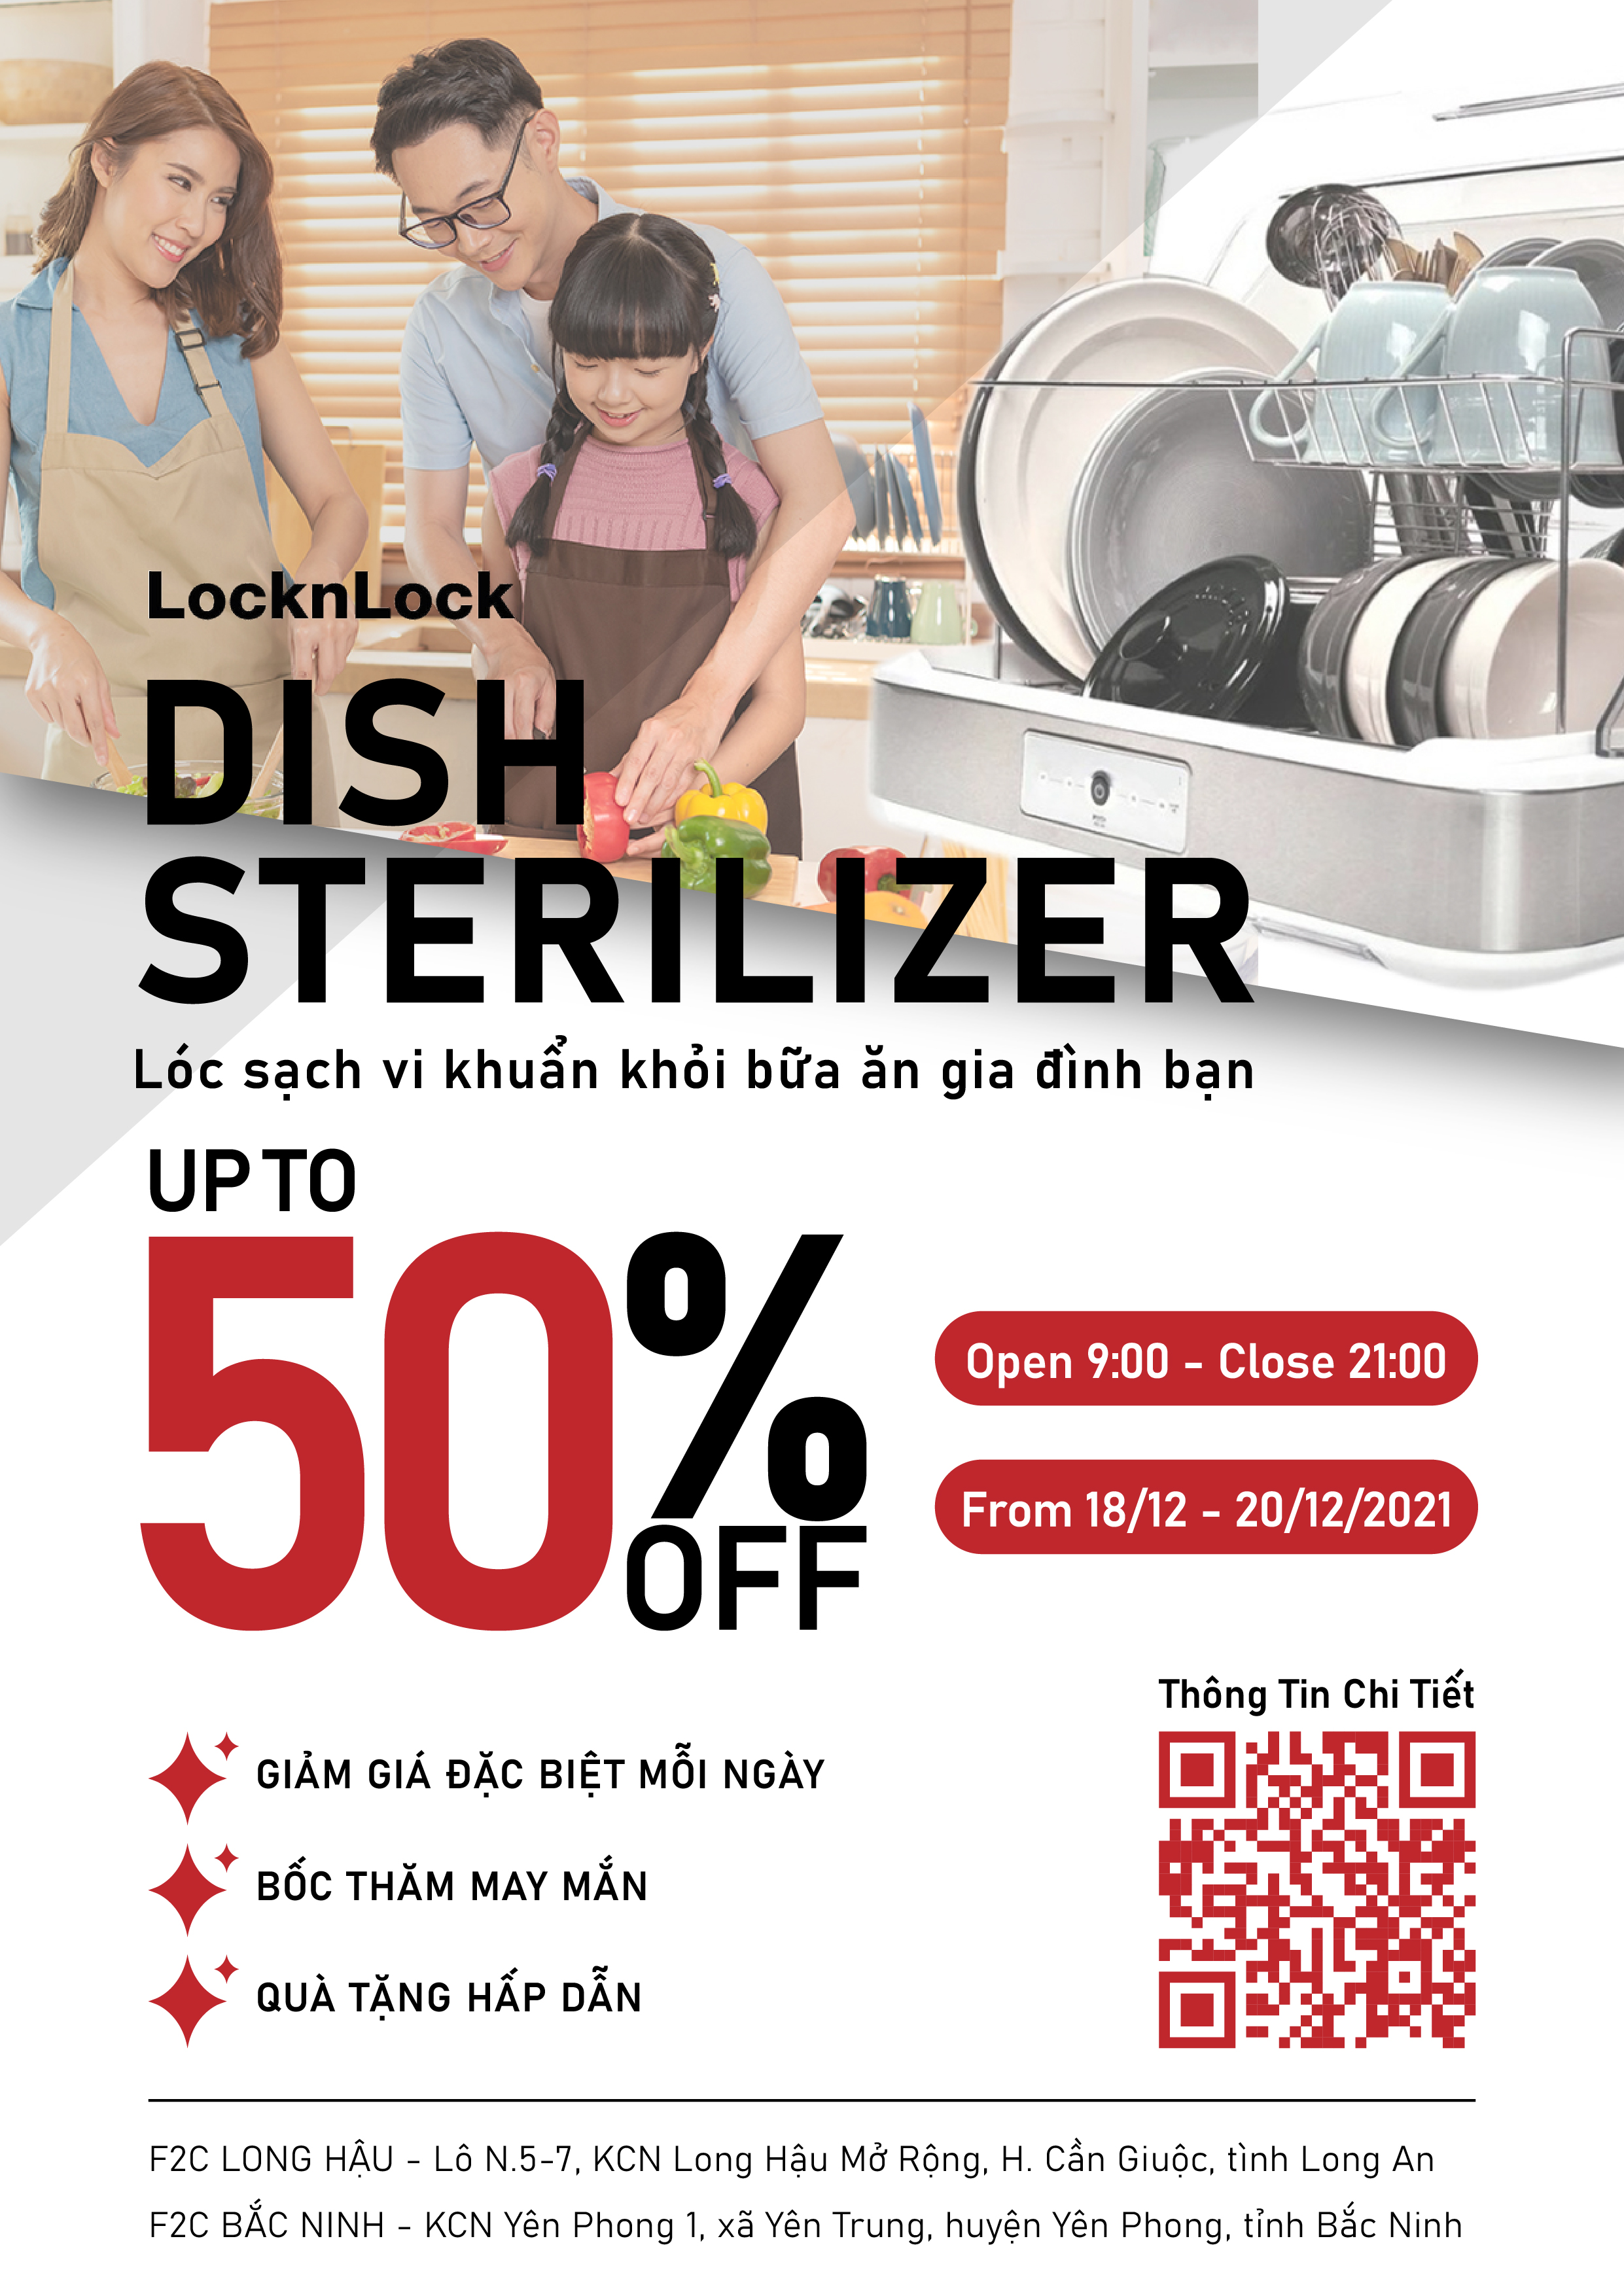 LocknLock
DISH
STERILIZER
Lóc sạch vi khuẩn khỏi bữa ăn gia đình bạn
UP TO
50%
OFF
Open 9:00 - Close 21:00
From 18/12 - 20/12/2021
Thông Tin Chi Tiết
GIẢM GIÁ ĐẶC BIỆT MỖI NGÀY
BỐC THĂM MAY MẮN
QUÀ TẶNG HẤP DẪN
F2C LONG HẬU - Lô N.5-7, KCN Long Hậu Mở Rộng, H. Cần Giuộc, tình Long An
F2C BẮC NINH - KCN Yên Phong 1, xã Yên Trung, huyện Yên Phong, tỉnh Bắc Ninh